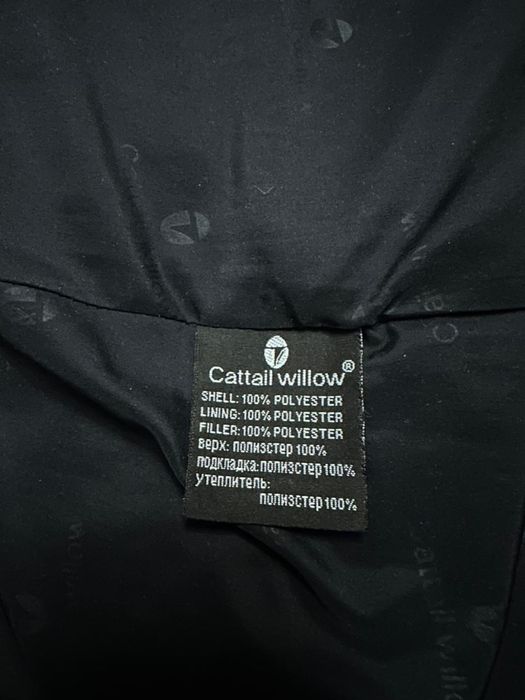 Cattail willow®
SHELL: 100% POLYESTER
LINING: 100% POLYESTER
FILLER: 100% POLYESTER
верх: полиэстер 100%
подкладка: полиэстер 100%
утеплитель:
полиэстер 100%